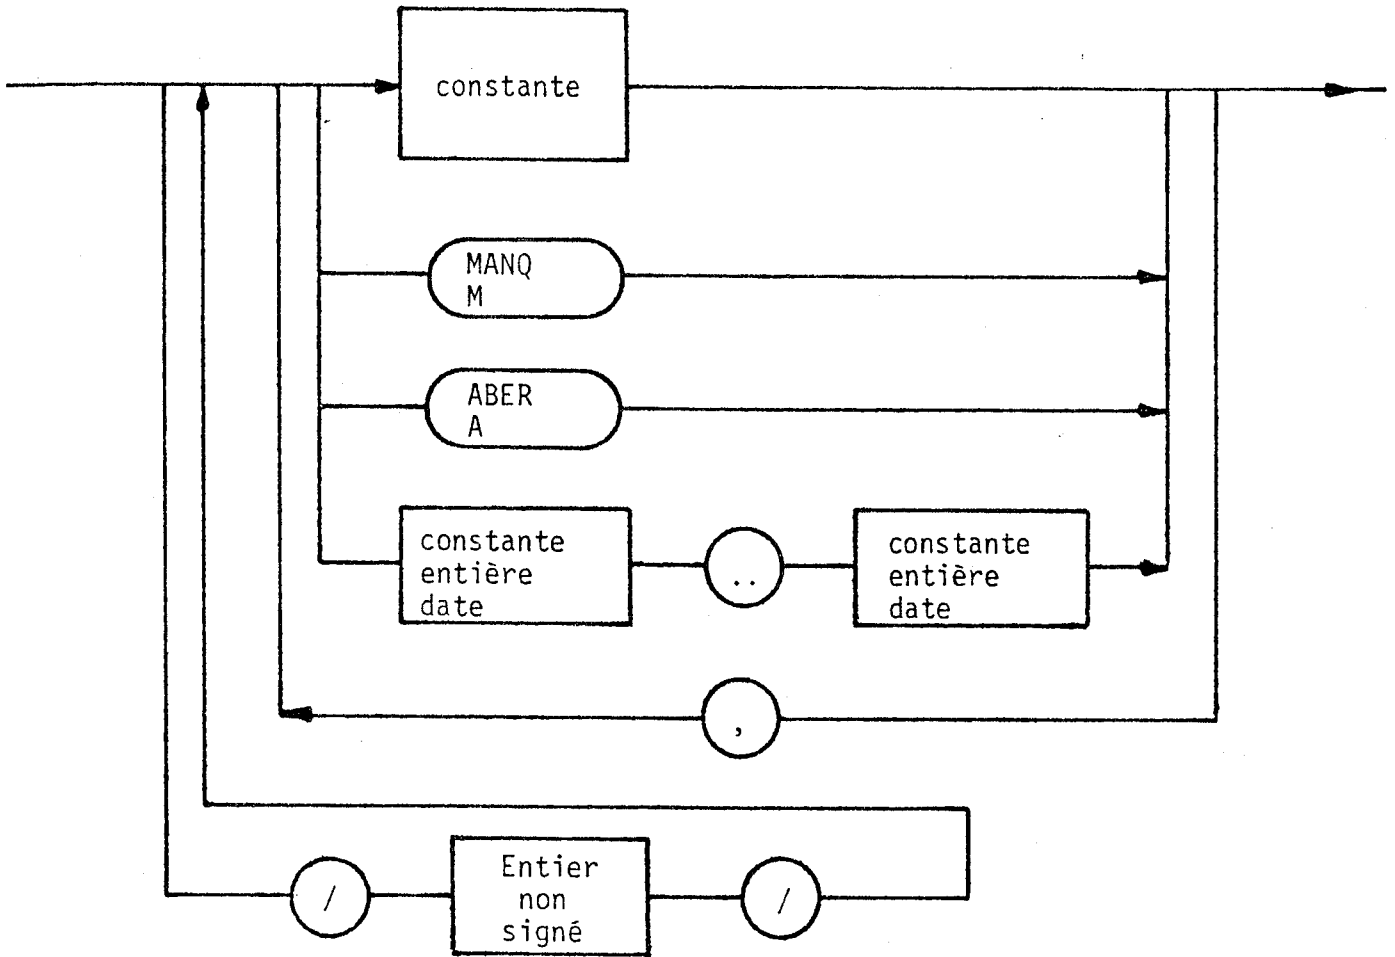 constante
MANQ
M
ABER
A
constante
entière
date
..
constante
entière
date
,
/
Entier
non
signé
/